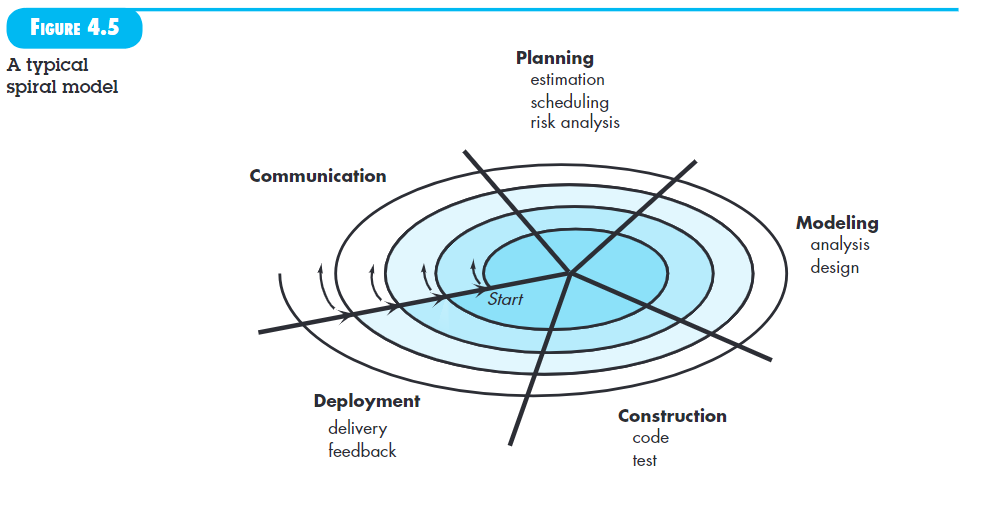 FIGURE 4.5
A typical
spiral model
Planning
estimation
scheduling
risk analysis
Communication
Modeling
analysis
design
Start
Deployment
delivery
feedback
Construction
code
test